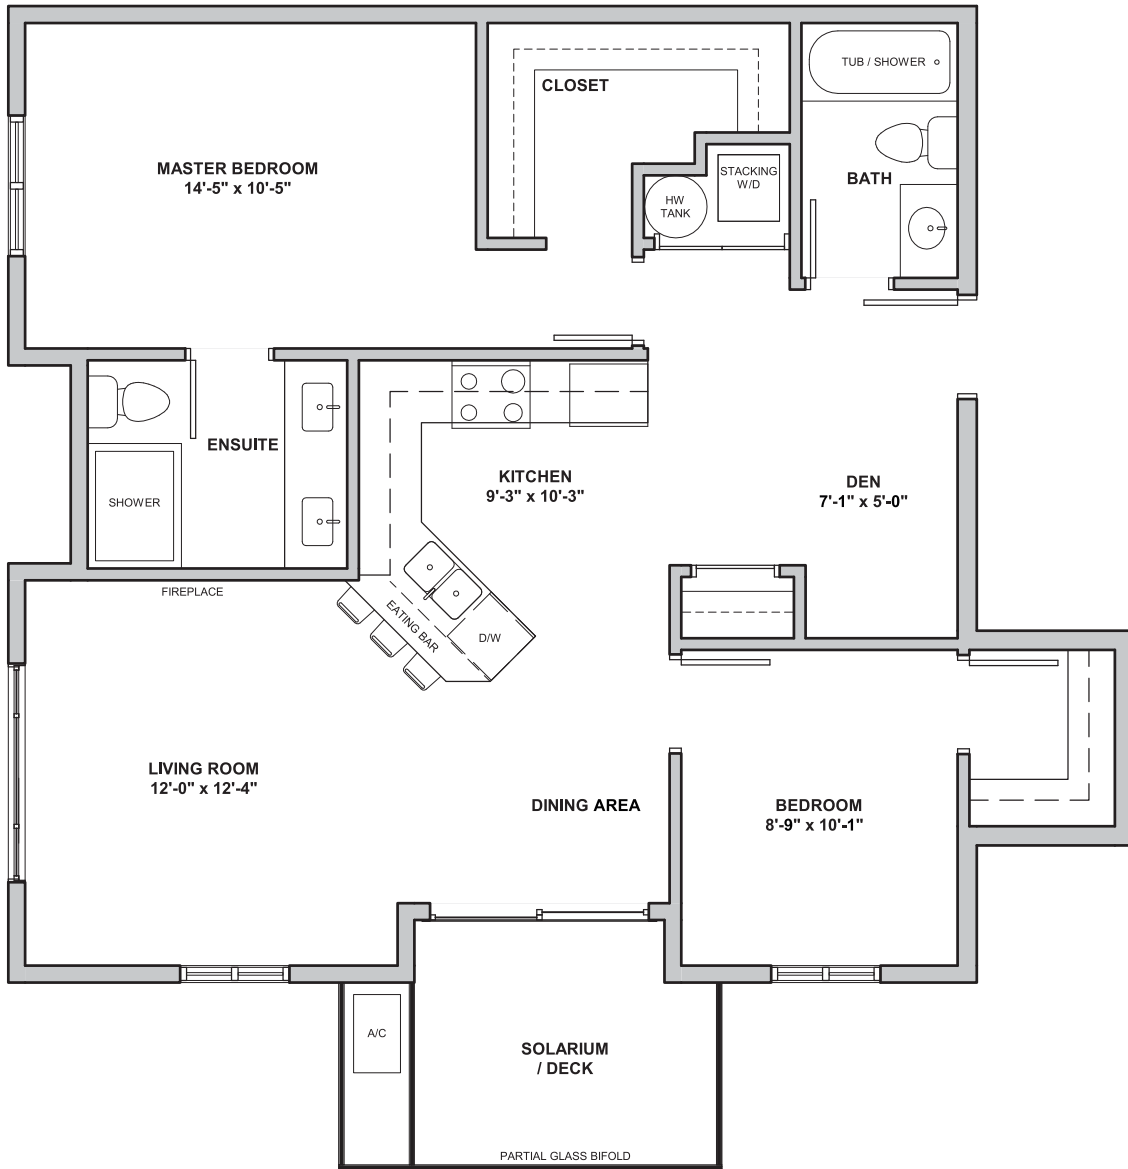 TUB / SHOWER
CLOSET
MASTER BEDROOM
14'-5" x 10'-5"
STACKING
W/D
BATH
HW
TANK
KITCHEN
9'-3" x 10'-3"
DEN
7'-1" x 5'-0"
ENSUITE
SHOWER
FIREPLACE
EATING BAR
D/W
LIVING ROOM
12'-0" x 12'-4"
DINING AREA
BEDROOM
8'-9" x 10'-1"
A/C
SOLARIUM
/ DECK
PARTIAL GLASS BIFOLD